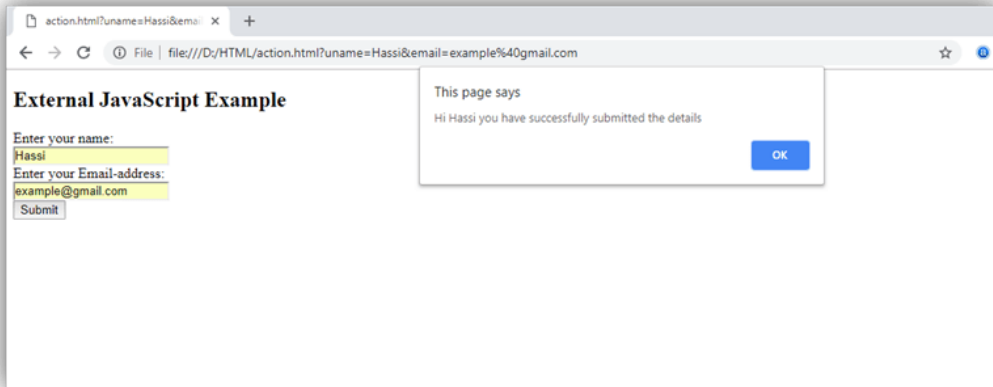 action.html?uname=Hassi&emai
File file:///D:/HTML/action.html?uname=Hassi&email=example%40gmail.com
This page says
Hi Hassi you have successfully submitted the details
OK
External JavaScript Example
Enter your name:
Hassi
Enter your Email-address:
example@gmail.com
Submit